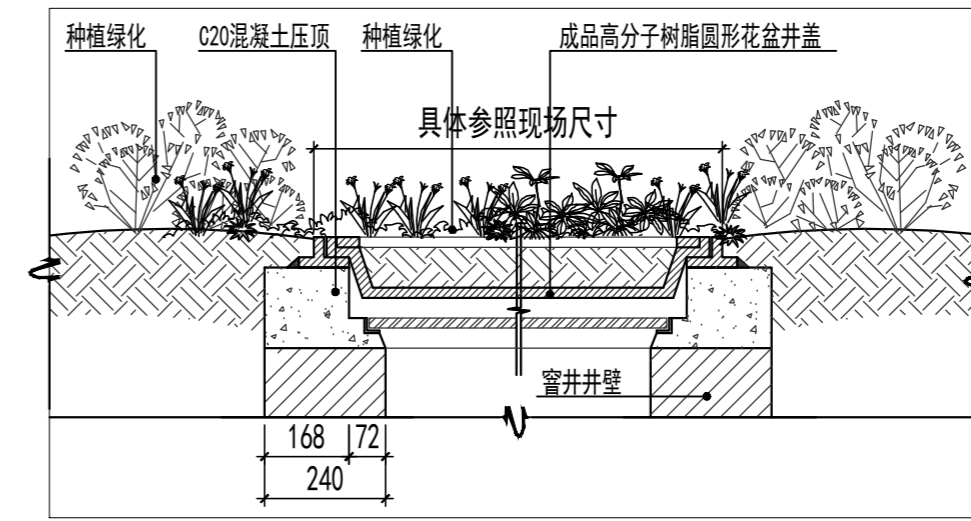 种植绿化
C20混凝土压顶
种植绿化
成品高分子树脂圆形花盆井盖
具体参照现场尺寸
窨井井壁
168
72
240